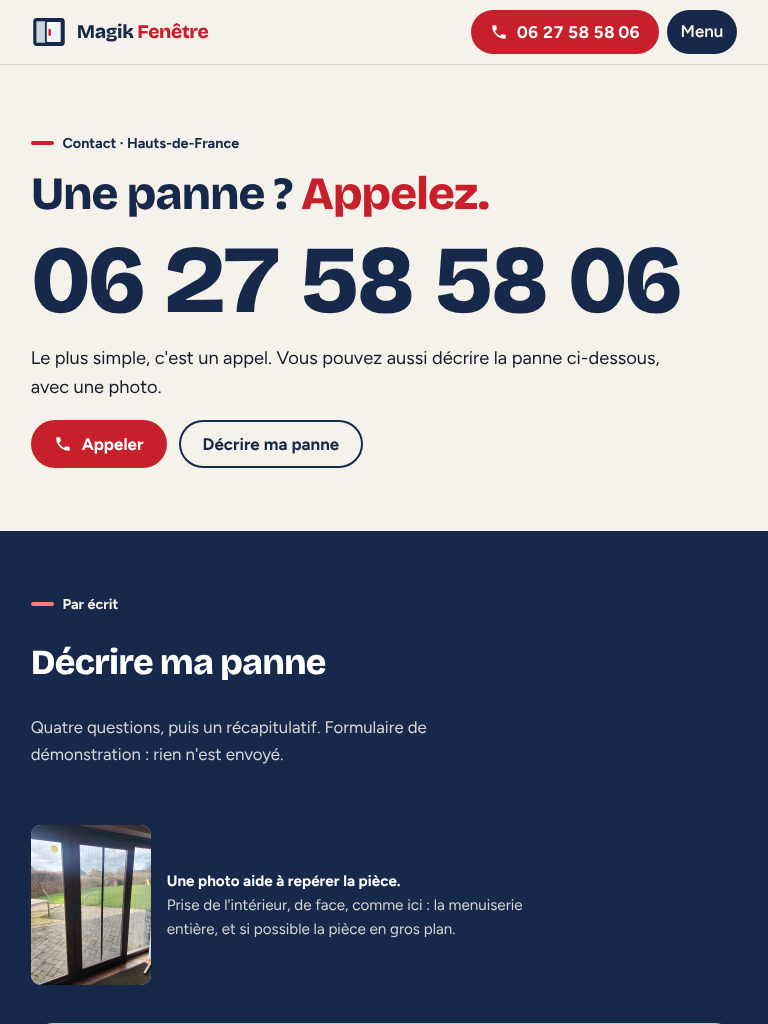 Magik Fenêtre
06 27 58 58 06
Menu
Contact · Hauts-de-France
Une panne ? Appelez.
06 27 58 58 06
Le plus simple, c'est un appel. Vous pouvez aussi décrire la panne ci-dessous,
avec une photo.
Appeler
Décrire ma panne
Par écrit
Décrire ma panne
Quatre questions, puis un récapitulatif. Formulaire de
démonstration : rien n'est envoyé.
Une photo aide à repérer la pièce.
Prise de l'intérieur, de face, comme ici : la menuiserie
entière, et si possible la pièce en gros plan.